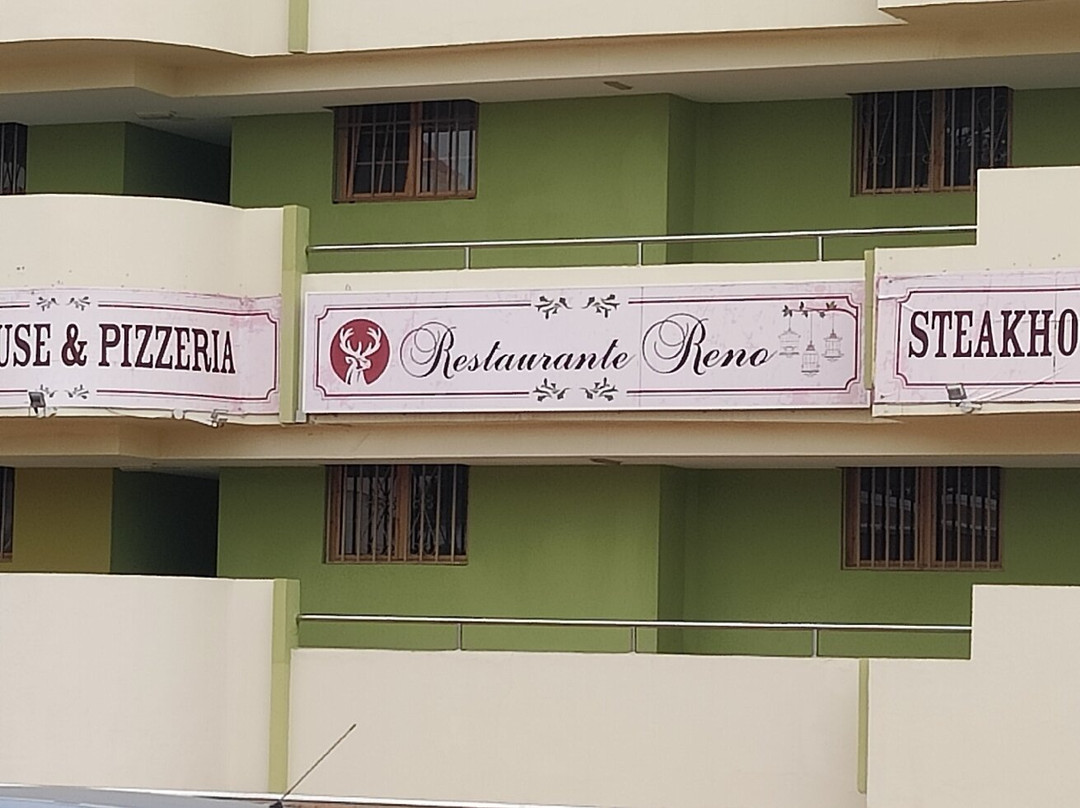 USE & PIZZERIA
Restaurante Reno
STEAKHO